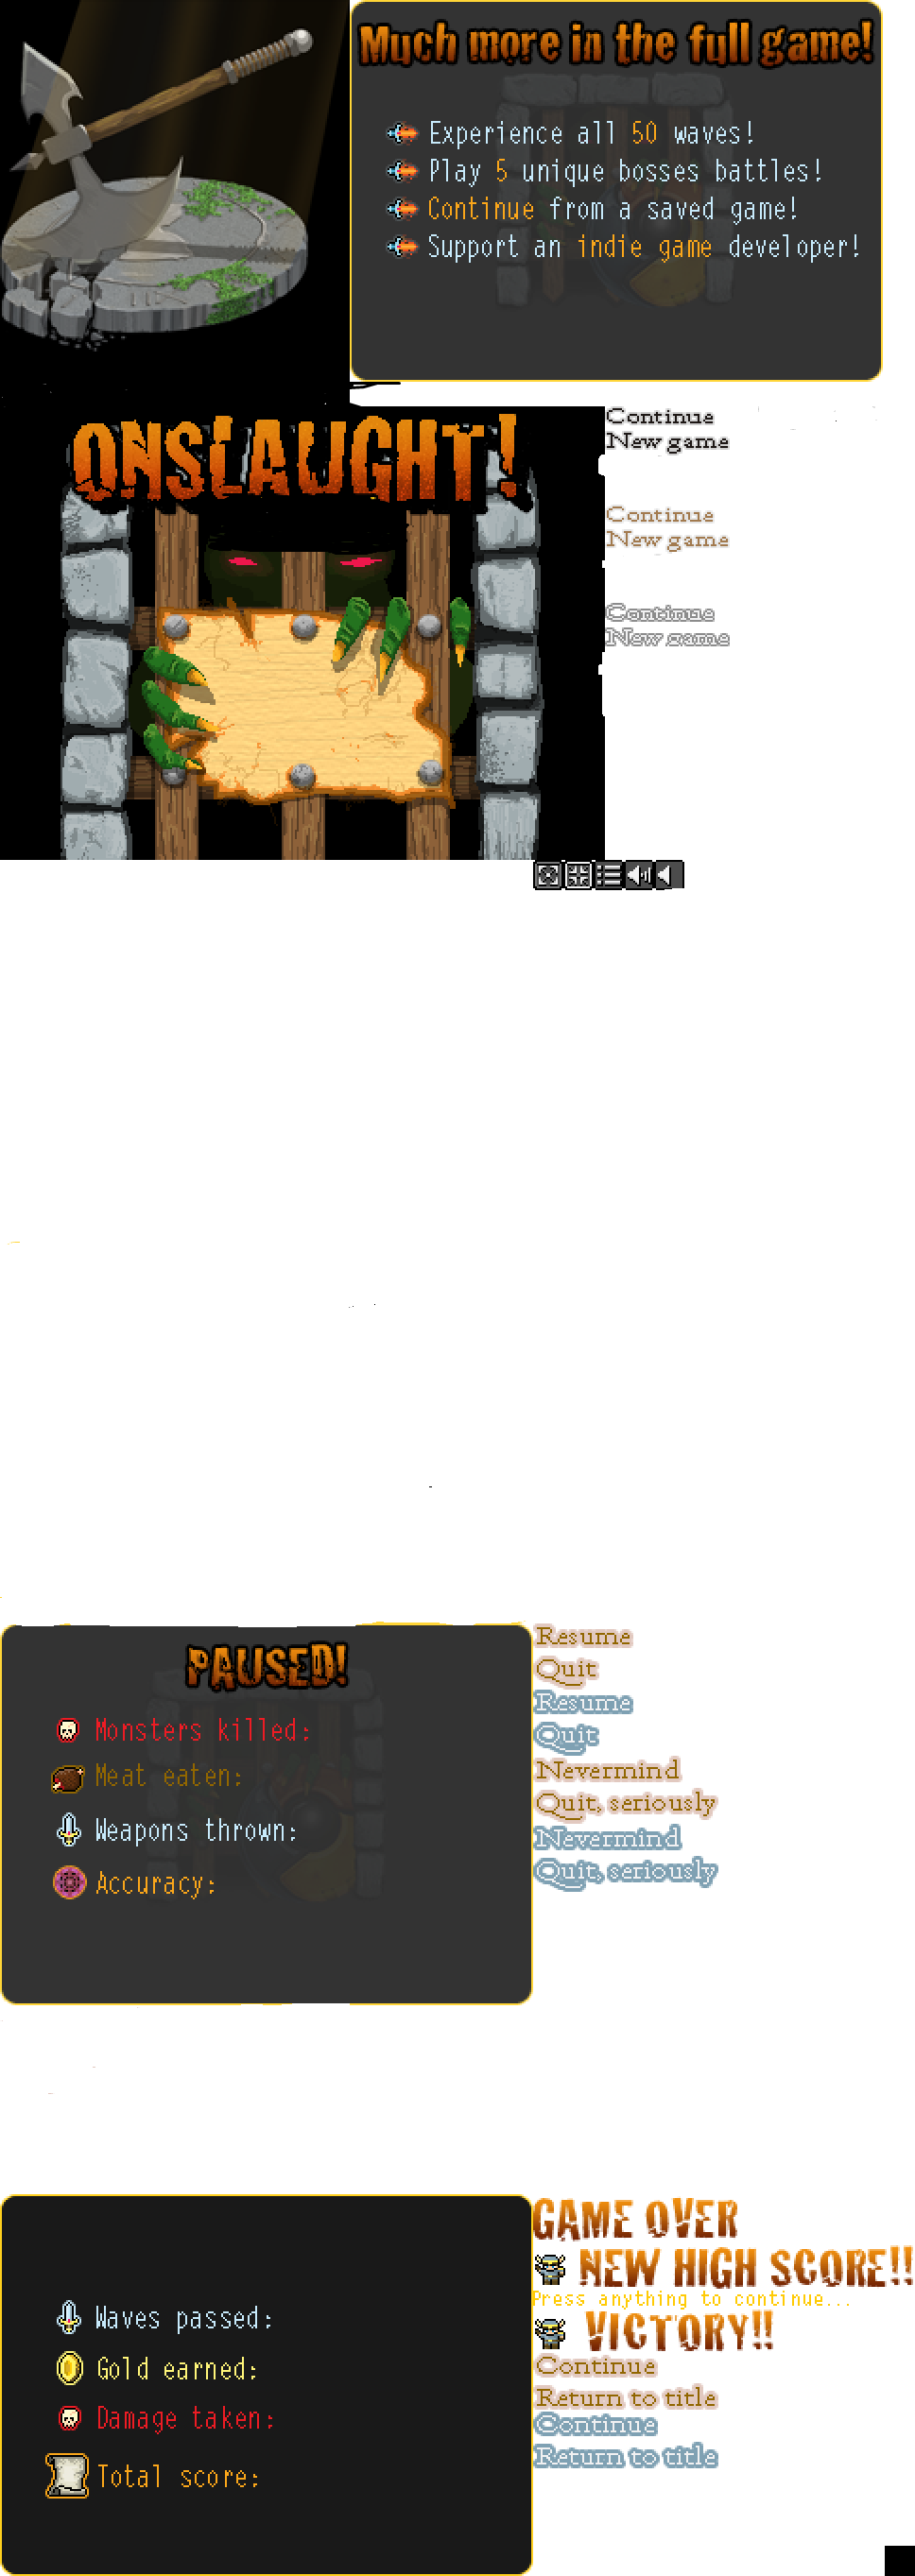 Much more in the full game!
Experience all 50 waves!
Play 5 unique bosses battles!
Continue from a saved game!
Support an indie game developer!
ONSLAUGHT!
Continue
New game
Continue
New game
Continue
New game
PAUSED!
Monsters killed:
Meat eaten:
Weapons thrown:
Accuracy:
Resume
Quit
Resume
Quit
Nevermind
Quit, seriously
Nevermind
Quit, seriously
Waves passed:
Gold earned:
Damage taken:
Total score:
GAME OVER
NEW HIGH SCORE!!
Press anything to continue...
VICTORY!!
Continue
Return to title
Continue
Return to title